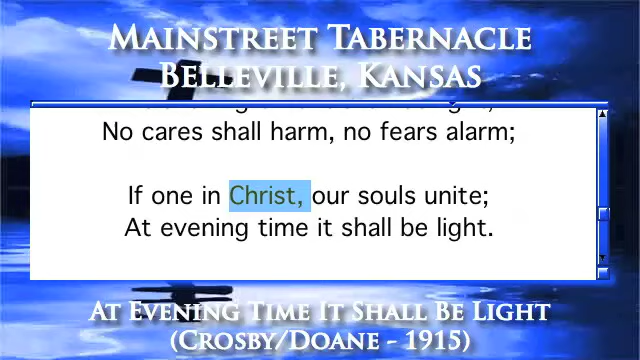 Mainstreet Tabernacle
Belleville, Kansas
No cares shall harm, no fears alarm;
If one in Christ, our souls unite;
At evening time it shall be light.
At Evening Time It Shall Be Light
(Crosby/Doane - 1915)